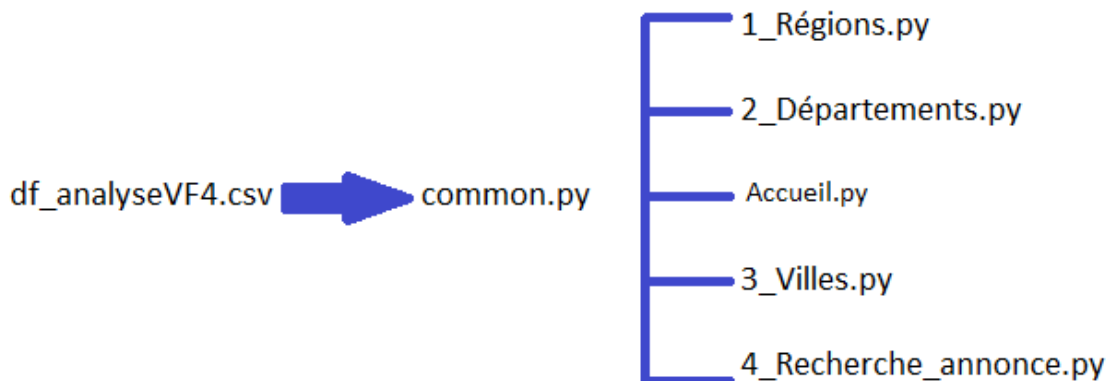 df_analyseVF4.csv
common.py
1_Régions.py
2_Départements.py
Accueil.py
3_Villes.py
4_Recherche_annonce.py